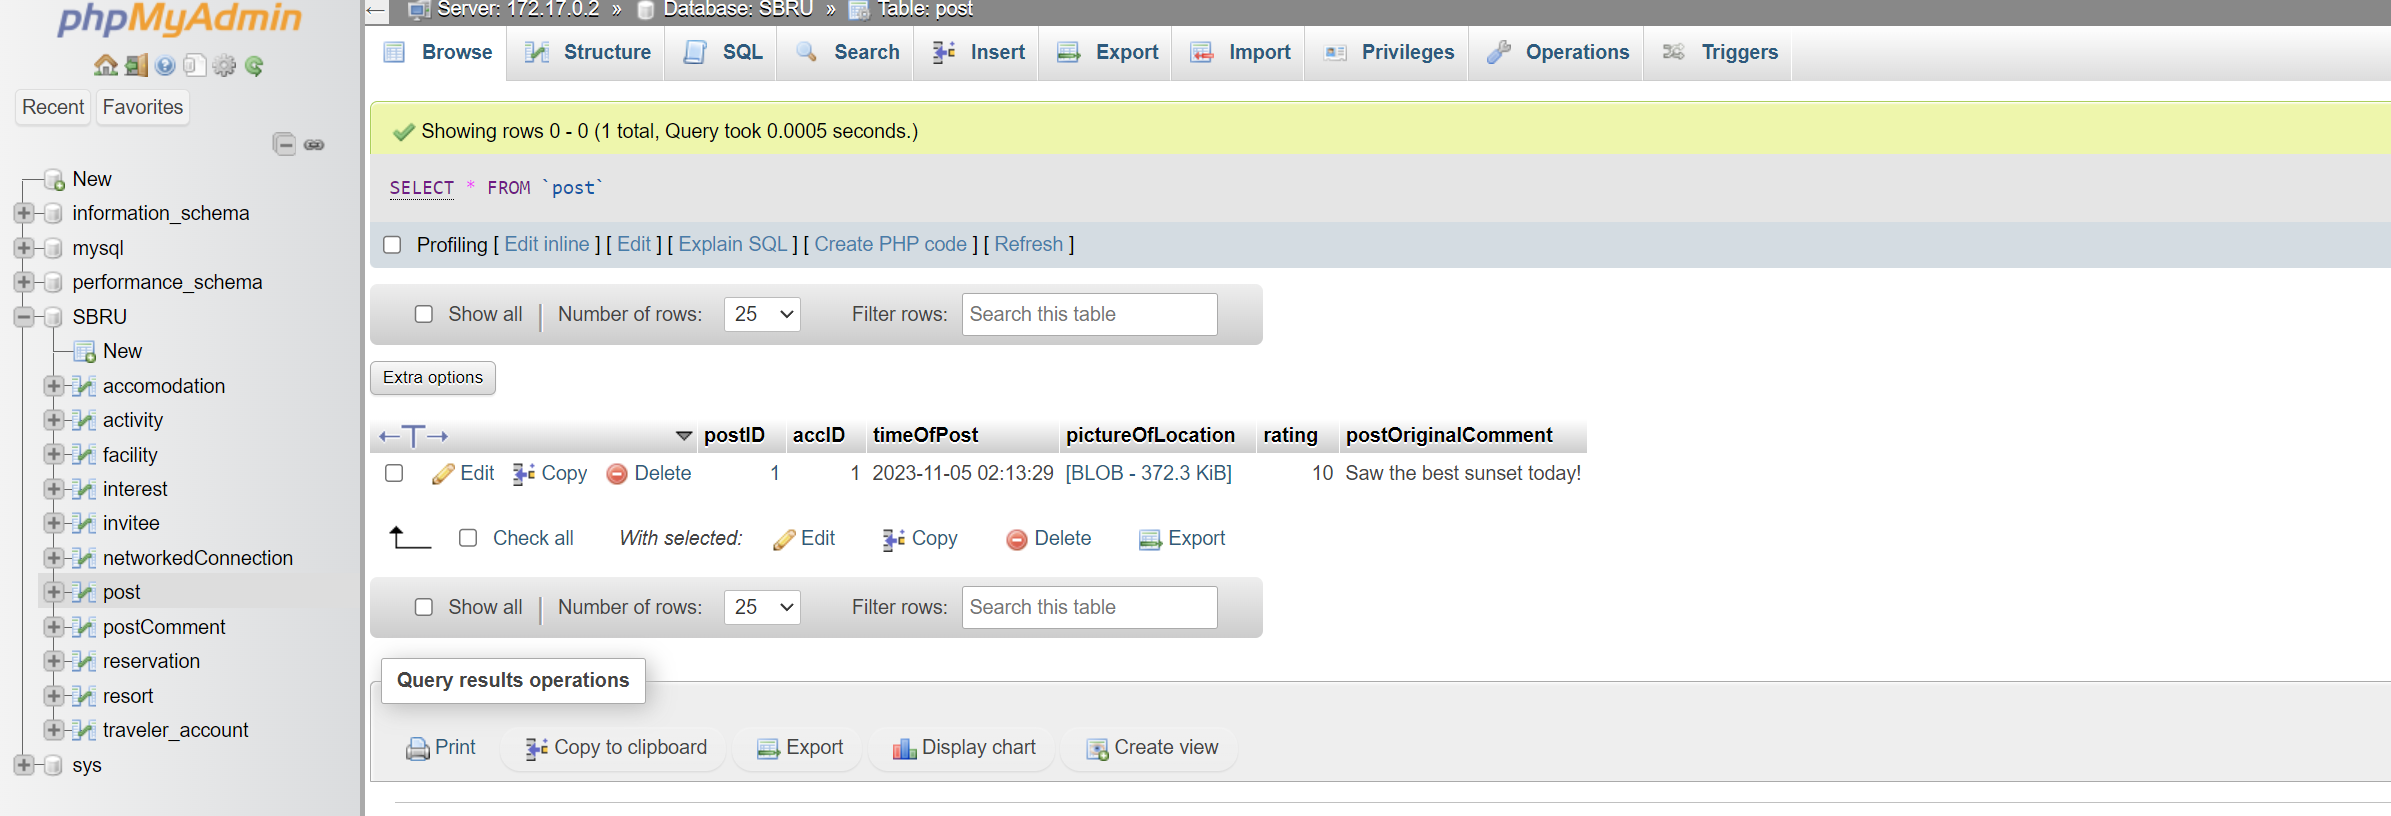 phpMyAdmin
Recent Favorites
New
information_schema
mysql
performance_schema
SBRU
New
accomodation
activity
facility
interest
invitee
networkedConnection
post
postComment
reservation
resort
traveler_account
sys
Server: 172.17.0.2 » Database: SBRU » Table: post
Browse Structure SQL Search Insert Export Import Privileges Operations Triggers
Showing rows 0 - 0 (1 total, Query took 0.0005 seconds.)
SELECT * FROM `post`
Profiling [ Edit inline ] [ Edit ] [ Explain SQL ] [ Create PHP code ] [ Refresh ]
Show all Number of rows: 25 Filter rows: Search this table
Extra options
←T→ postID accID timeOfPost pictureOfLocation rating postOriginalComment
Edit Copy Delete 1 1 2023-11-05 02:13:29 [BLOB - 372.3 KiB] 10 Saw the best sunset today!
Check all With selected: Edit Copy Delete Export
Show all Number of rows: 25 Filter rows: Search this table
Query results operations
Print Copy to clipboard Export Display chart Create view